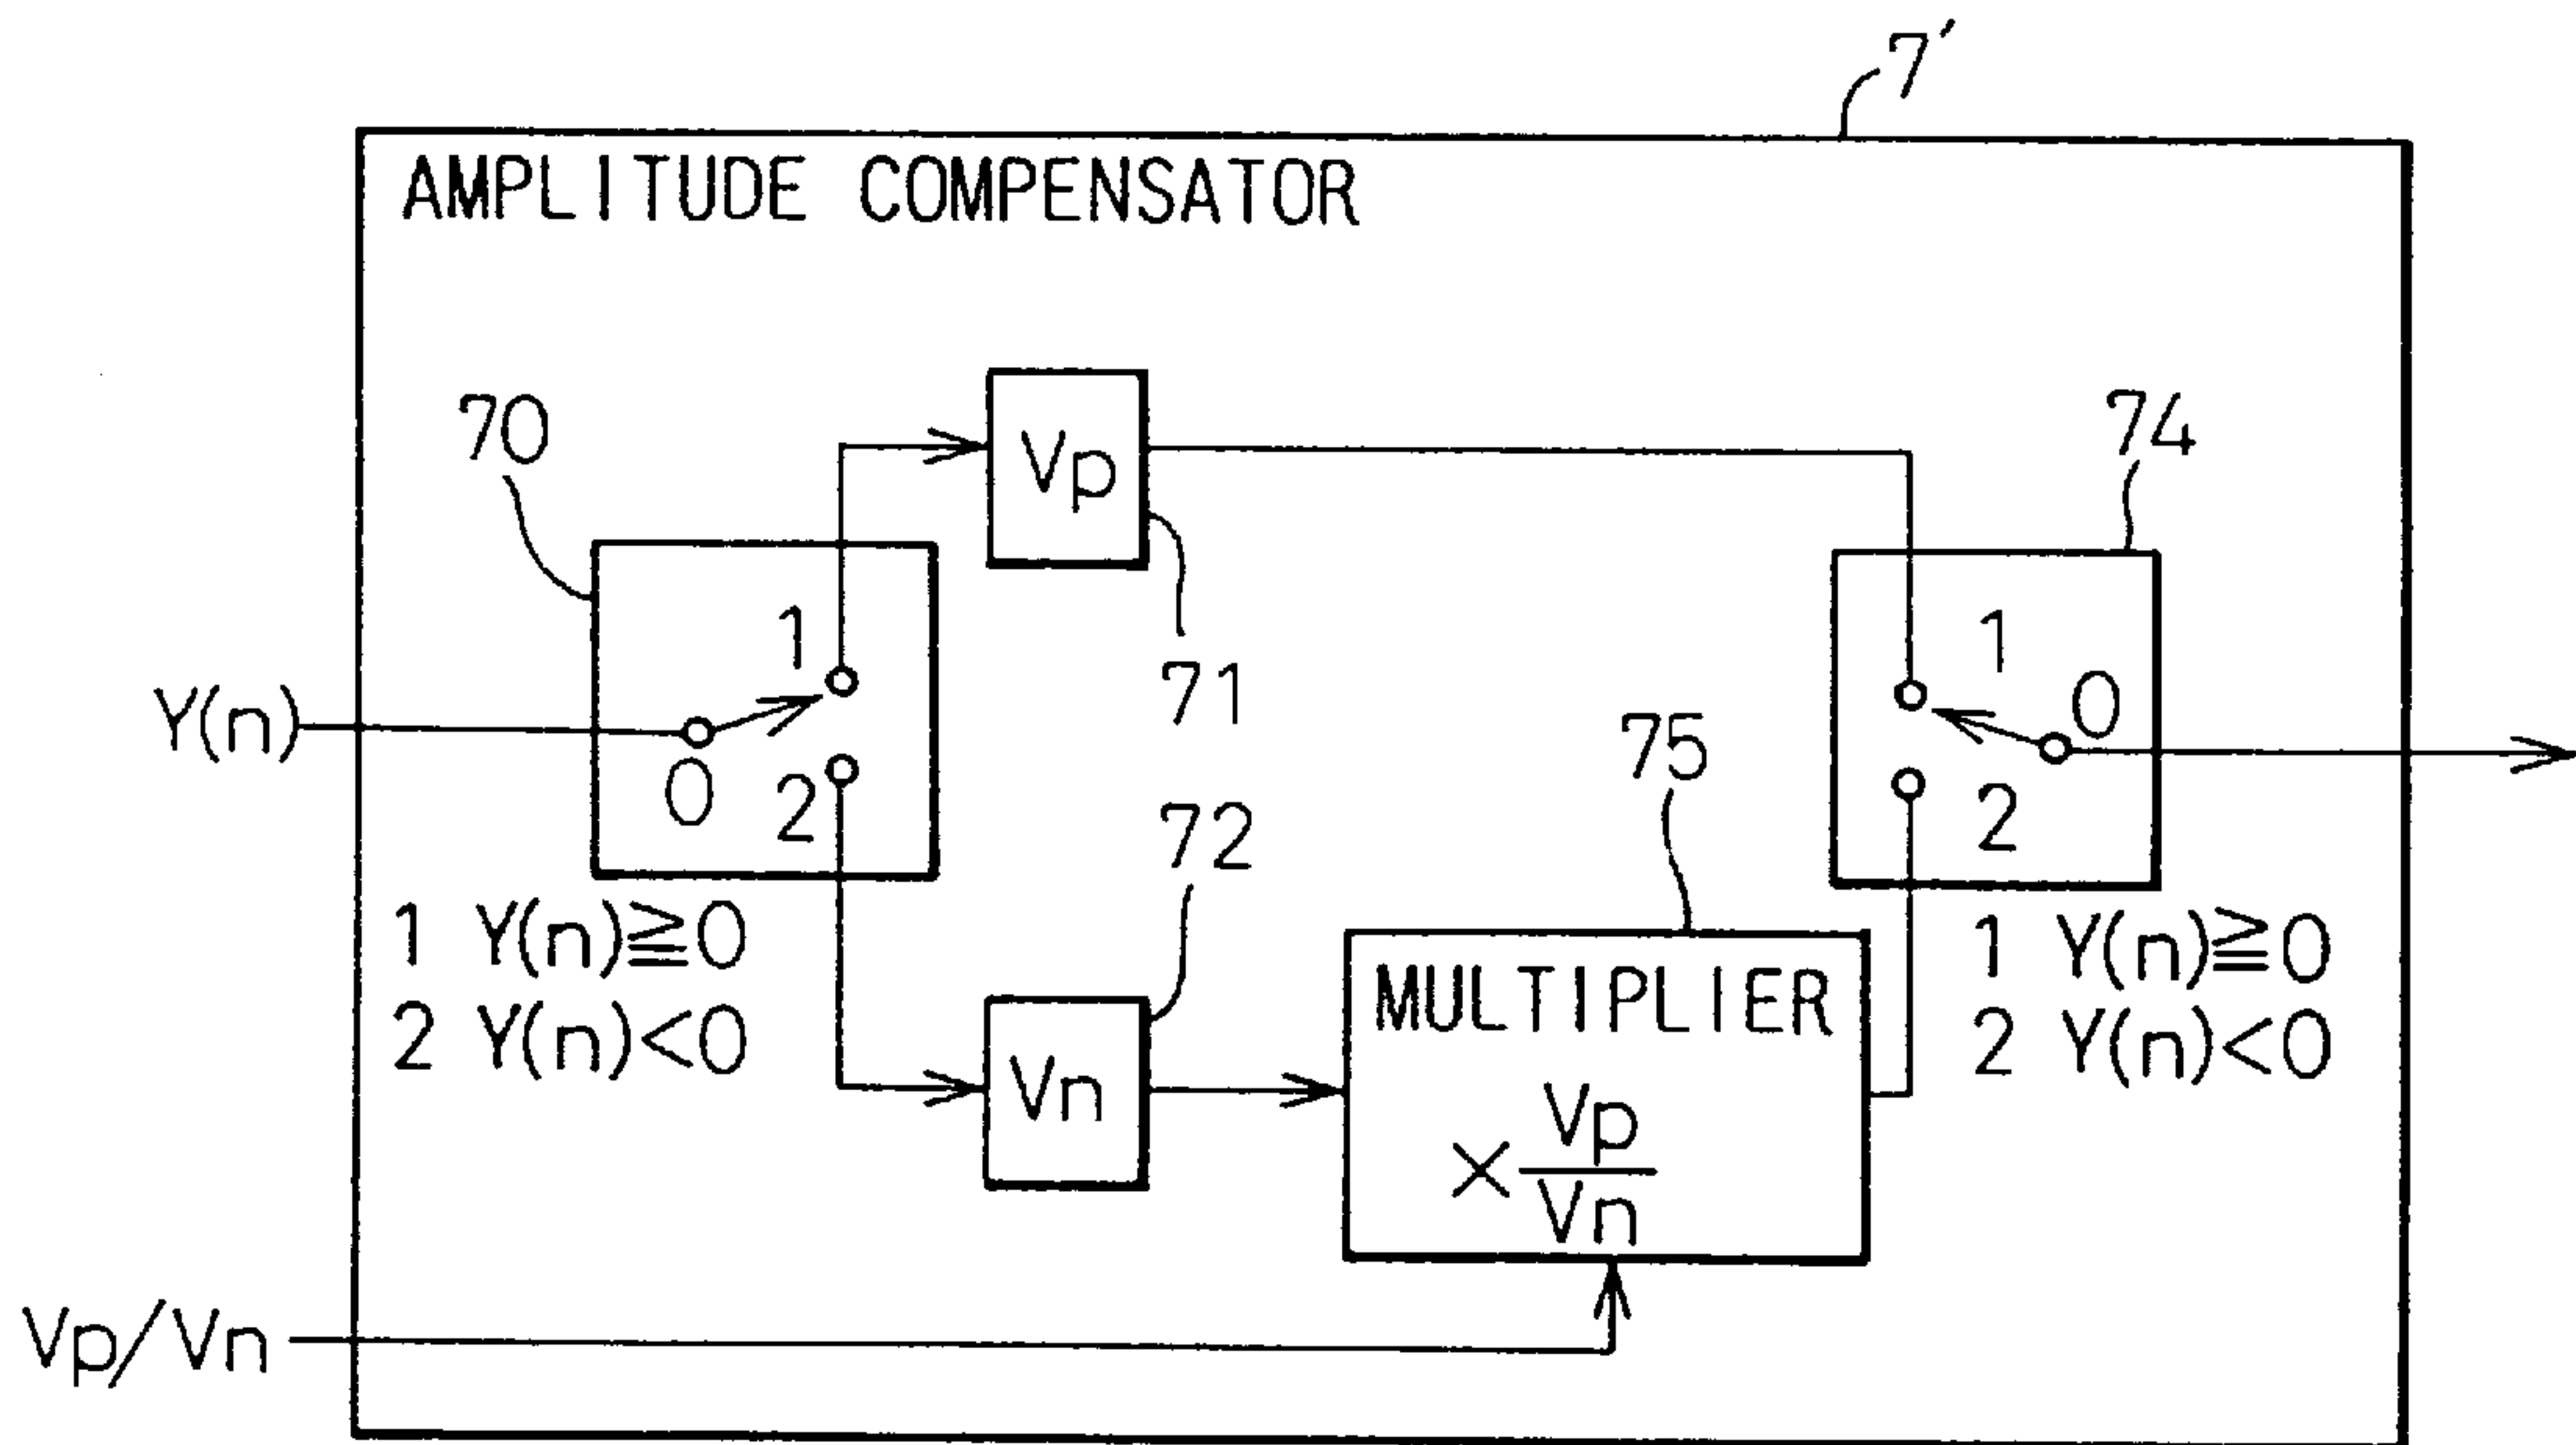 7′
AMPLITUDE COMPENSATOR
70
Vp
74
1
71
1
0
Y(n)
0
2
75
2
72
1 Y(n)≧0
2 Y(n)<0
MULTIPLIER
1 Y(n)≧0
2 Y(n)<0
Vn
× Vp
Vn
Vp/Vn